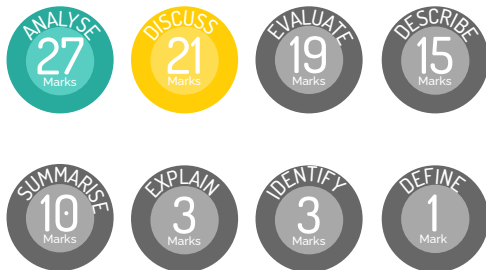 ANALYSE
27
Marks
DISCUSS
21
Marks
EVALUATE
19
Marks
DESCRIBE
15
Marks
SUMMARISE
10
Marks
EXPLAIN
3
Marks
IDENTIFY
3
Marks
DEFINE
1
Mark